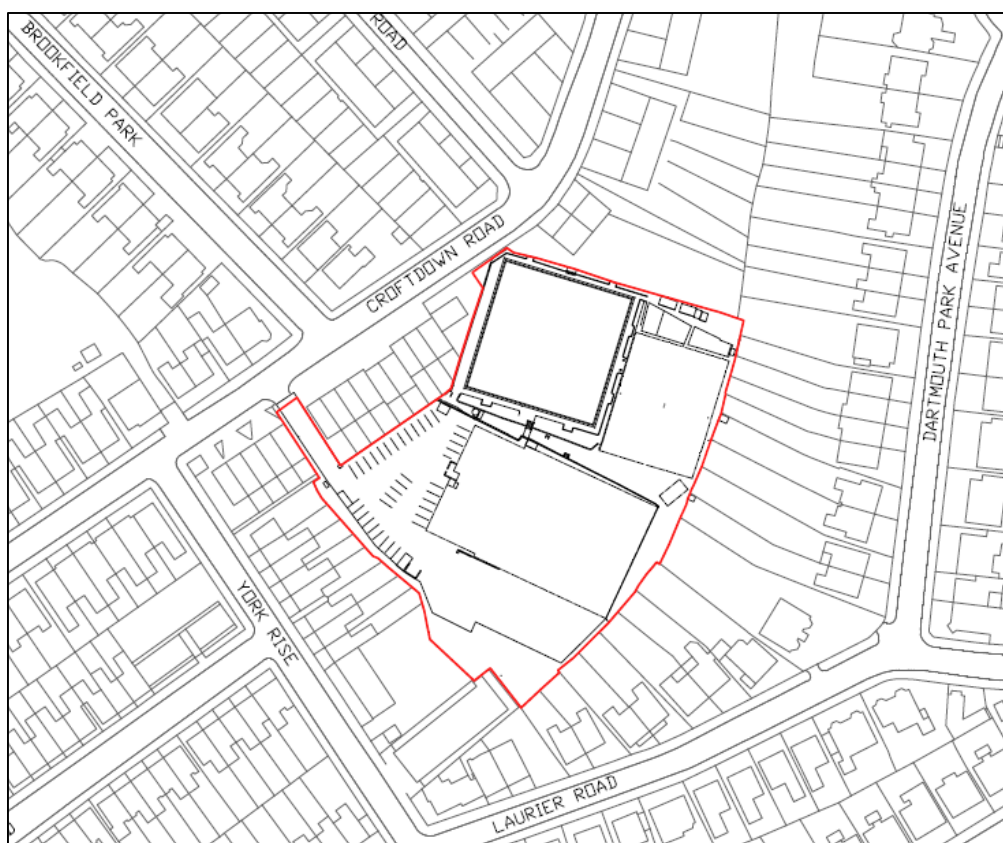 ROAD
BROOKFIELD PARK
CROFTDOWN ROAD
DARTMOUTH PARK AVENUE
YORK RISE
LAURIER ROAD